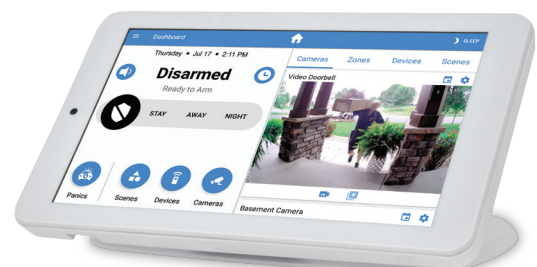 Dashboard
SLEEP
Thursday • Jul 17 • 2:11 PM
Disarmed
Ready to Arm
STAY AWAY NIGHT
Panics
Scenes
Devices
Cameras
Cameras Zones Devices Scenes
Video Doorbell
Basement Camera